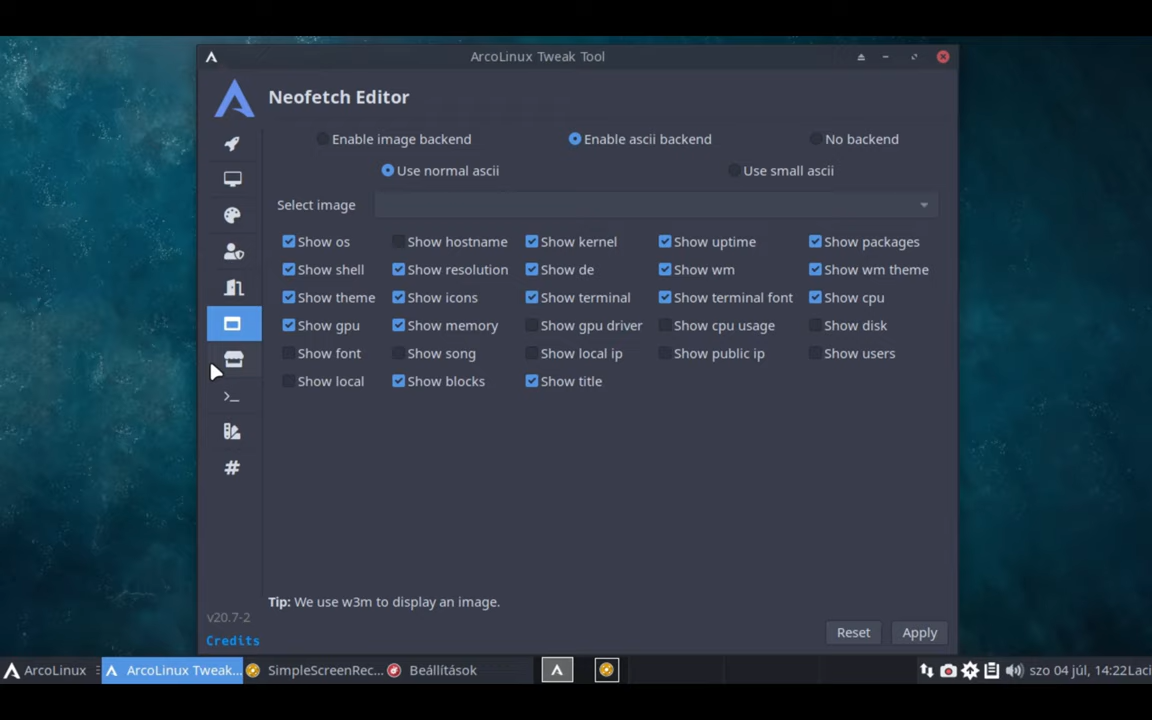 ArcoLinux Tweak Tool
Neofetch Editor
Enable image backend Enable ascii backend No backend
Use normal ascii Use small ascii
Select image
Show os Show hostname Show kernel Show uptime Show packages
Show shell Show resolution Show de Show wm Show wm theme
Show theme Show icons Show terminal Show terminal font Show cpu
Show gpu Show memory Show gpu driver Show cpu usage Show disk
Show font Show song Show local ip Show public ip Show users
Show local Show blocks Show title
Tip: We use w3m to display an image.
v20.7-2
Credits
Reset Apply
ArcoLinux ArcoLinux Tweak... SimpleScreenRec... Beállítások szo 04 júl, 14:22 Laci